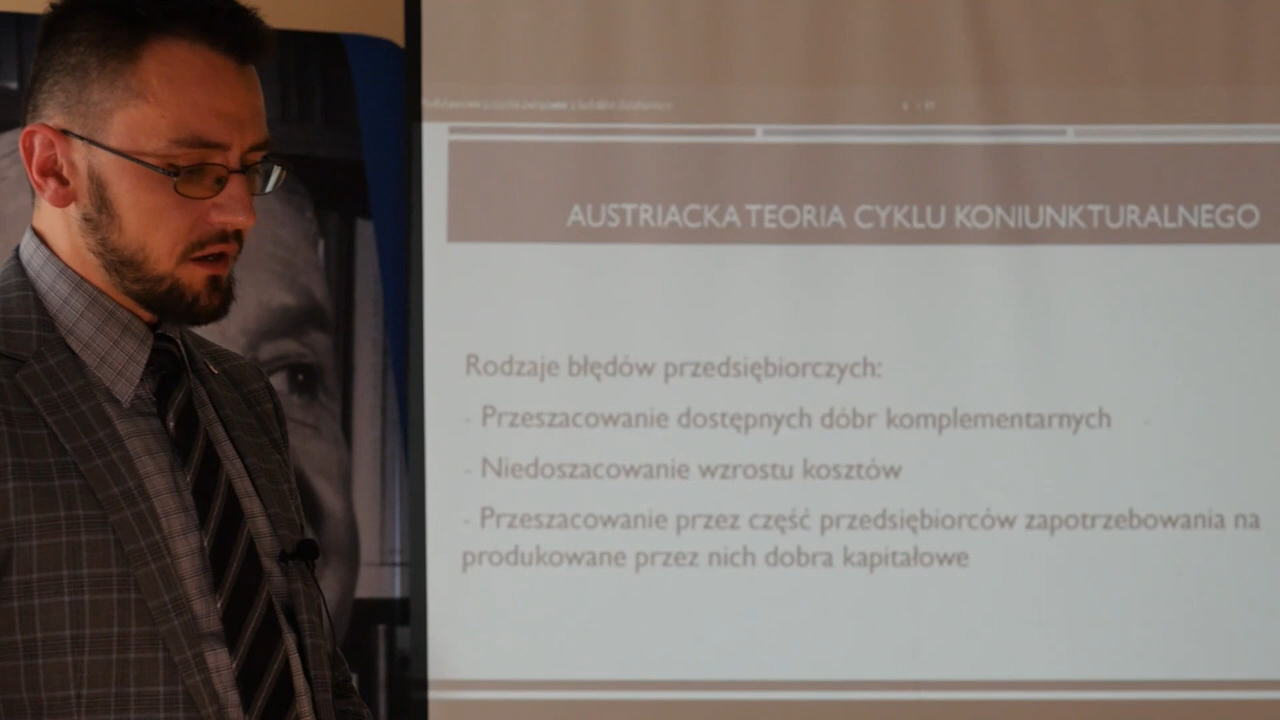 AUSTRIACKA TEORIA CYKLU KONIUNKTURALNEGO
Rodzaje błędów przedsiębiorczych:
- Przeszacowanie dostępnych dóbr komplementarnych
- Niedoszacowanie wzrostu kosztów
- Przeszacowanie przez część przedsiębiorców zapotrzebowania na
produkowane przez nich dobra kapitałowe